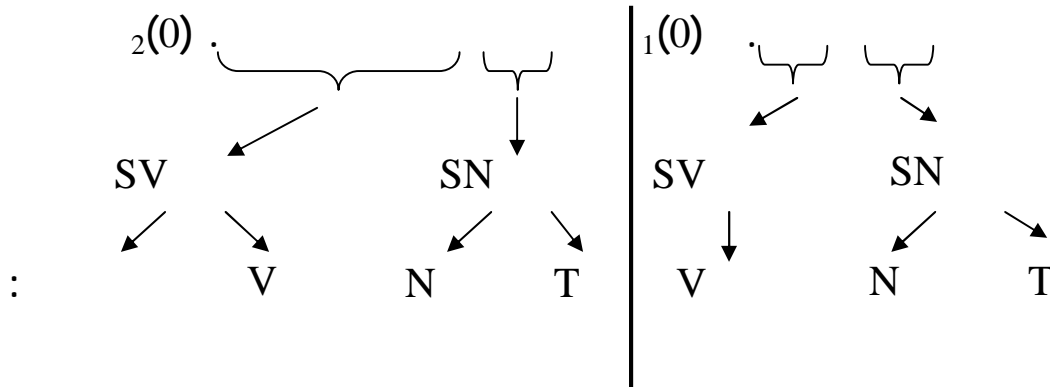 ₂(0) . ₁(0) .
SV SN SV SN
: V N T V N T